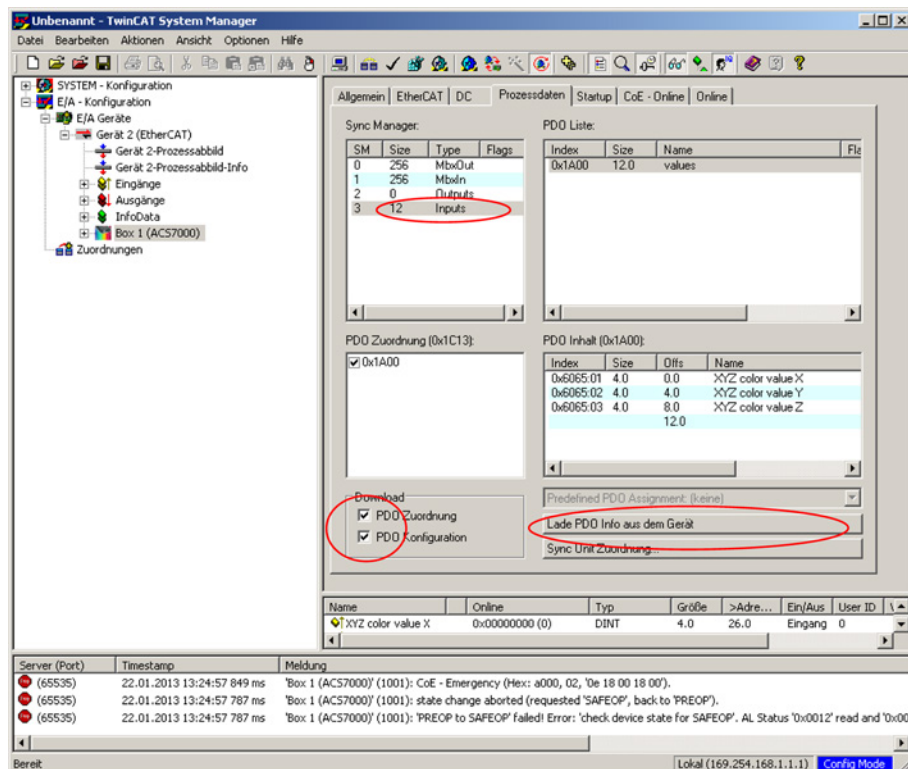 Unbenannt - TwinCAT System Manager
Datei Bearbeiten Aktionen Ansicht Optionen Hilfe
SYSTEM - Konfiguration
E/A - Konfiguration
E/A Geräte
Gerät 2 (EtherCAT)
Gerät 2-Prozessabbild
Gerät 2-Prozessabbild-Info
Eingänge
Ausgänge
InfoData
Box 1 (ACS7000)
Zuordnungen
Allgemein EtherCAT DC Prozessdaten Startup CoE - Online Online
Sync Manager:
SM Size Type Flags
0 256 MbxOut
1 256 MbxIn
2 0 Outputs
3 12 Inputs
PDO Liste:
Index Size Name Fla
0x1A00 12.0 values
PDO Zuordnung (0x1C13):
0x1A00
PDO Inhalt (0x1A00):
Index Size Offs Name
0x6065:01 4.0 0.0 XYZ color value X
0x6065:02 4.0 4.0 XYZ color value Y
0x6065:03 4.0 8.0 XYZ color value Z
12.0
Download
PDO Zuordnung
PDO Konfiguration
Predefined PDO Assignment: (keine)
Lade PDO Info aus dem Gerät
Sync Unit Zuordnung...
Name Online Typ Größe >Adre... Ein/Aus User ID
XYZ color value X 0x00000000 (0) DINT 4.0 26.0 Eingang 0
Server (Port) Timestamp Meldung
(65535) 22.01.2013 13:24:57 849 ms 'Box 1 (ACS7000)' (1001): CoE - Emergency (Hex: a000, 02, '0e 18 00 18 00').
(65535) 22.01.2013 13:24:57 787 ms 'Box 1 (ACS7000)' (1001): state change aborted (requested 'SAFEOP', back to 'PREOP').
(65535) 22.01.2013 13:24:57 787 ms 'Box 1 (ACS7000)' (1001): 'PREOP to SAFEOP' failed! Error: 'check device state for SAFEOP'. AL Status '0x0012' read and '0x00
Bereit
Lokal (169.254.168.1.1.1) Config Mode